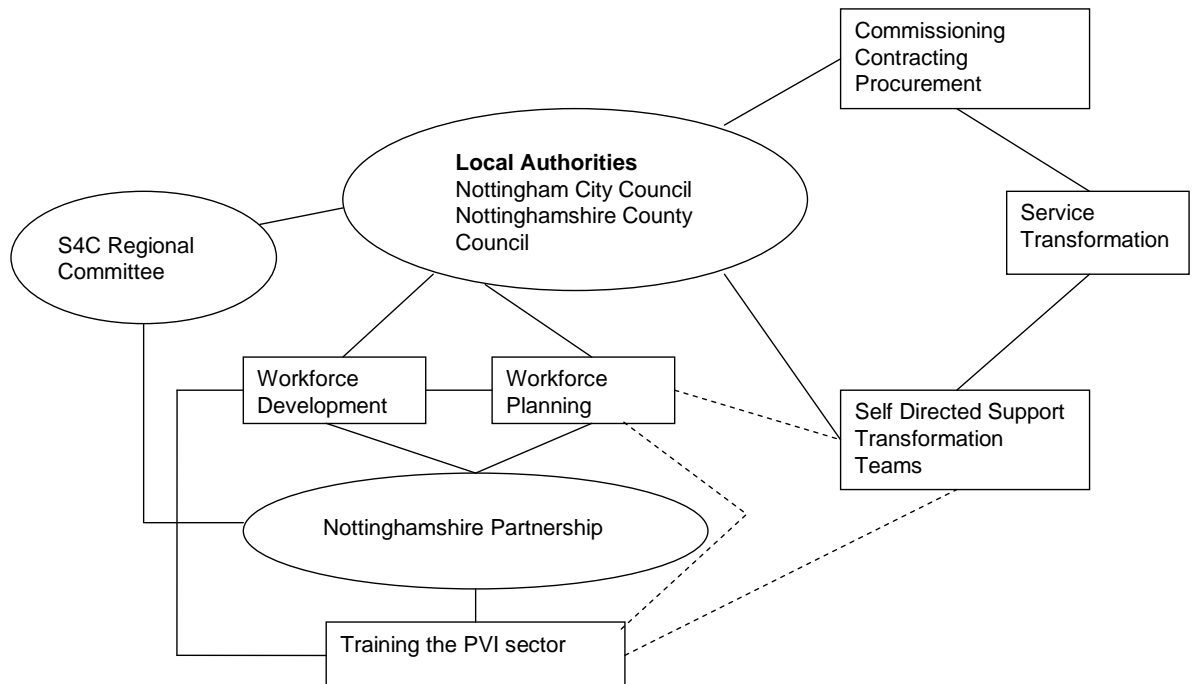 Commissioning
Contracting
Procurement
Local Authorities
Nottingham City Council
Nottinghamshire County
Council
Service
Transformation
S4C Regional
Committee
Workforce
Development
Workforce
Planning
Self Directed Support
Transformation
Teams
Nottinghamshire Partnership
Training the PVI sector